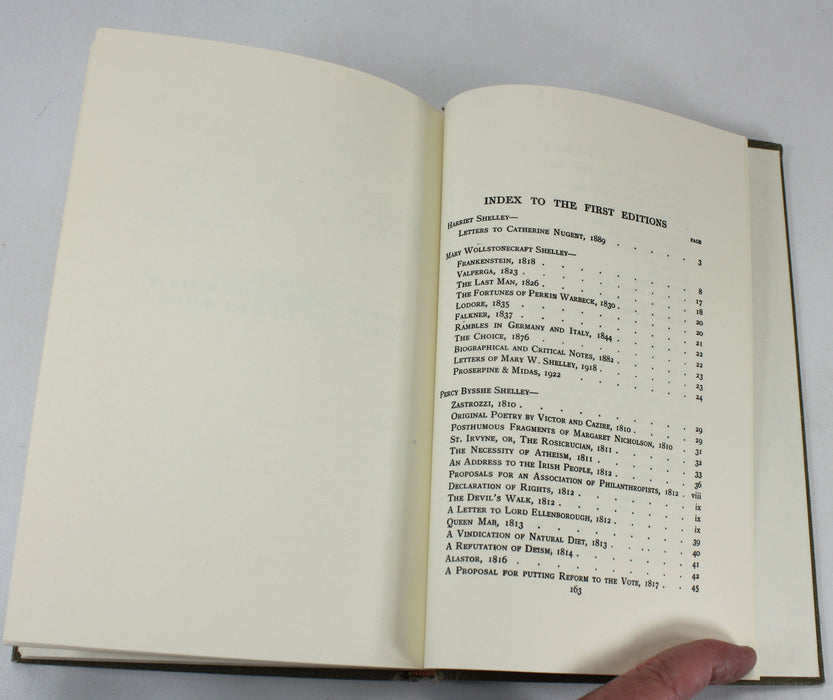 INDEX TO THE FIRST EDITIONS
PAGE
HARRIET SHELLEY—
LETTERS TO CATHERINE NUGENT, 1889 . . . . . 3
MARY WOLLSTONECRAFT SHELLEY—
FRANKENSTEIN, 1818 . . . . . . . . 8
VALPERGA, 1823 . . . . . . . . 17
THE LAST MAN, 1826 . . . . . . . . 18
THE FORTUNES OF PERKIN WARBECK, 1830 . . . . . 20
LODORE, 1835 . . . . . . . . 20
FALKNER, 1837 . . . . . . . . 21
RAMBLES IN GERMANY AND ITALY, 1844 . . . . . 22
THE CHOICE, 1876 . . . . . . . . 22
BIOGRAPHICAL AND CRITICAL NOTES, 1882 . . . . . 23
LETTERS OF MARY W. SHELLEY, 1918 . . . . . 23
PROSERPINE & MIDAS, 1922 . . . . . . 24
PERCY BYSSHE SHELLEY—
ZASTROZZI, 1810 . . . . . . . . 29
ORIGINAL POETRY BY VICTOR AND CAZIRE, 1810 . . . . 29
POSTHUMOUS FRAGMENTS OF MARGARET NICHOLSON, 1810 . 31
ST. IRVYNE, OR, THE ROSICRUCIAN, 1811 . . . . . 32
THE NECESSITY OF ATHEISM, 1811 . . . . . . 33
AN ADDRESS TO THE IRISH PEOPLE, 1812 . . . . . 36
PROPOSALS FOR AN ASSOCIATION OF PHILANTHROPISTS, 1812 . viii
DECLARATION OF RIGHTS, 1812 . . . . . . ix
THE DEVIL'S WALK, 1812 . . . . . . . ix
A LETTER TO LORD ELLENBOROUGH, 1812 . . . . . ix
QUEEN MAB, 1813 . . . . . . . . 39
A VINDICATION OF NATURAL DIET, 1813 . . . . . 40
A REFUTATION OF DEISM, 1814 . . . . . . 41
ALASTOR, 1816 . . . . . . . . 42
A PROPOSAL FOR PUTTING REFORM TO THE VOTE, 1817 . . 45
163